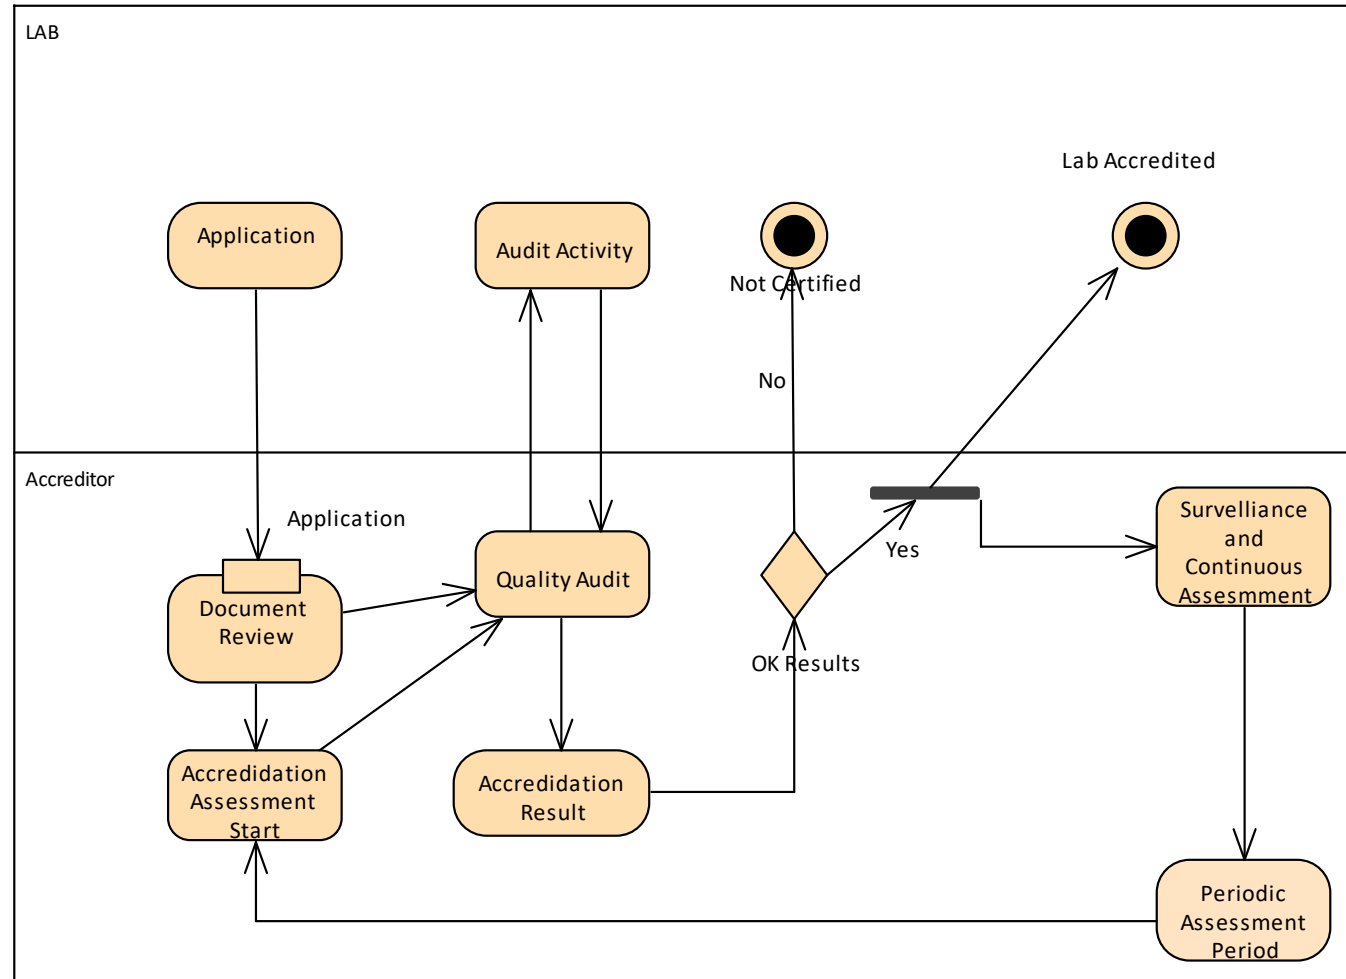 LAB
Lab Accredited
Application
Audit Activity
Not Certified
No
Accreditor
Application
Survelliance
and
Continuous
Assesmment
Yes
Quality Audit
Document
Review
OK Results
Accredidation
Assessment
Start
Accredidation
Result
Periodic
Assessment
Period